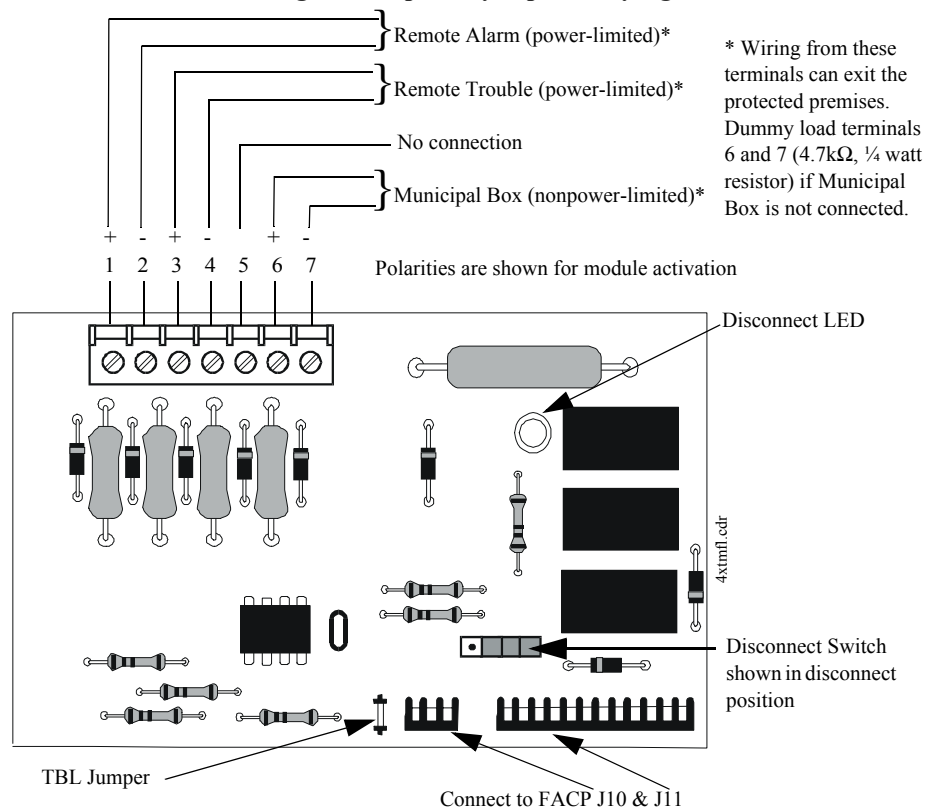 Remote Alarm (power-limited)*
Remote Trouble (power-limited)*
No connection
Municipal Box (nonpower-limited)*
* Wiring from these
terminals can exit the
protected premises.
Dummy load terminals
6 and 7 (4.7kΩ, ¼ watt
resistor) if Municipal
Box is not connected.
+ - + - + -
1 2 3 4 5 6 7
Polarities are shown for module activation
Disconnect LED
4xtmfl.cdr
Disconnect Switch
shown in disconnect
position
TBL Jumper
Connect to FACP J10 & J11